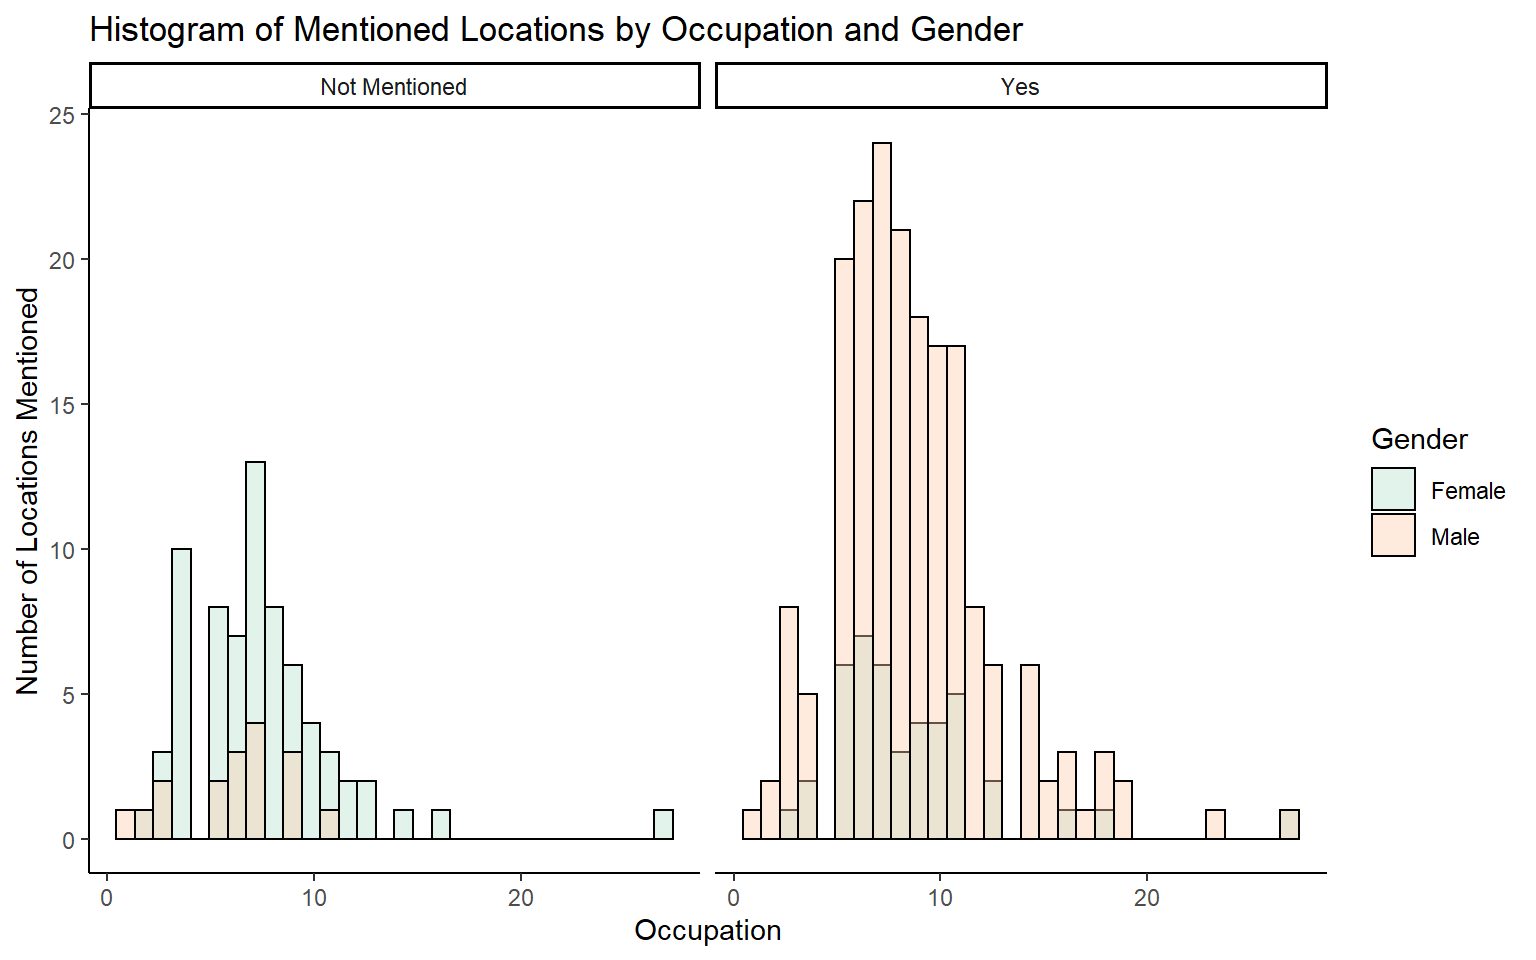 Histogram of Mentioned Locations by Occupation and Gender
Not Mentioned
Yes
25
20
15
10
5
0
Number of Locations Mentioned
0
10
20
0
10
20
Occupation
Gender
Female
Male